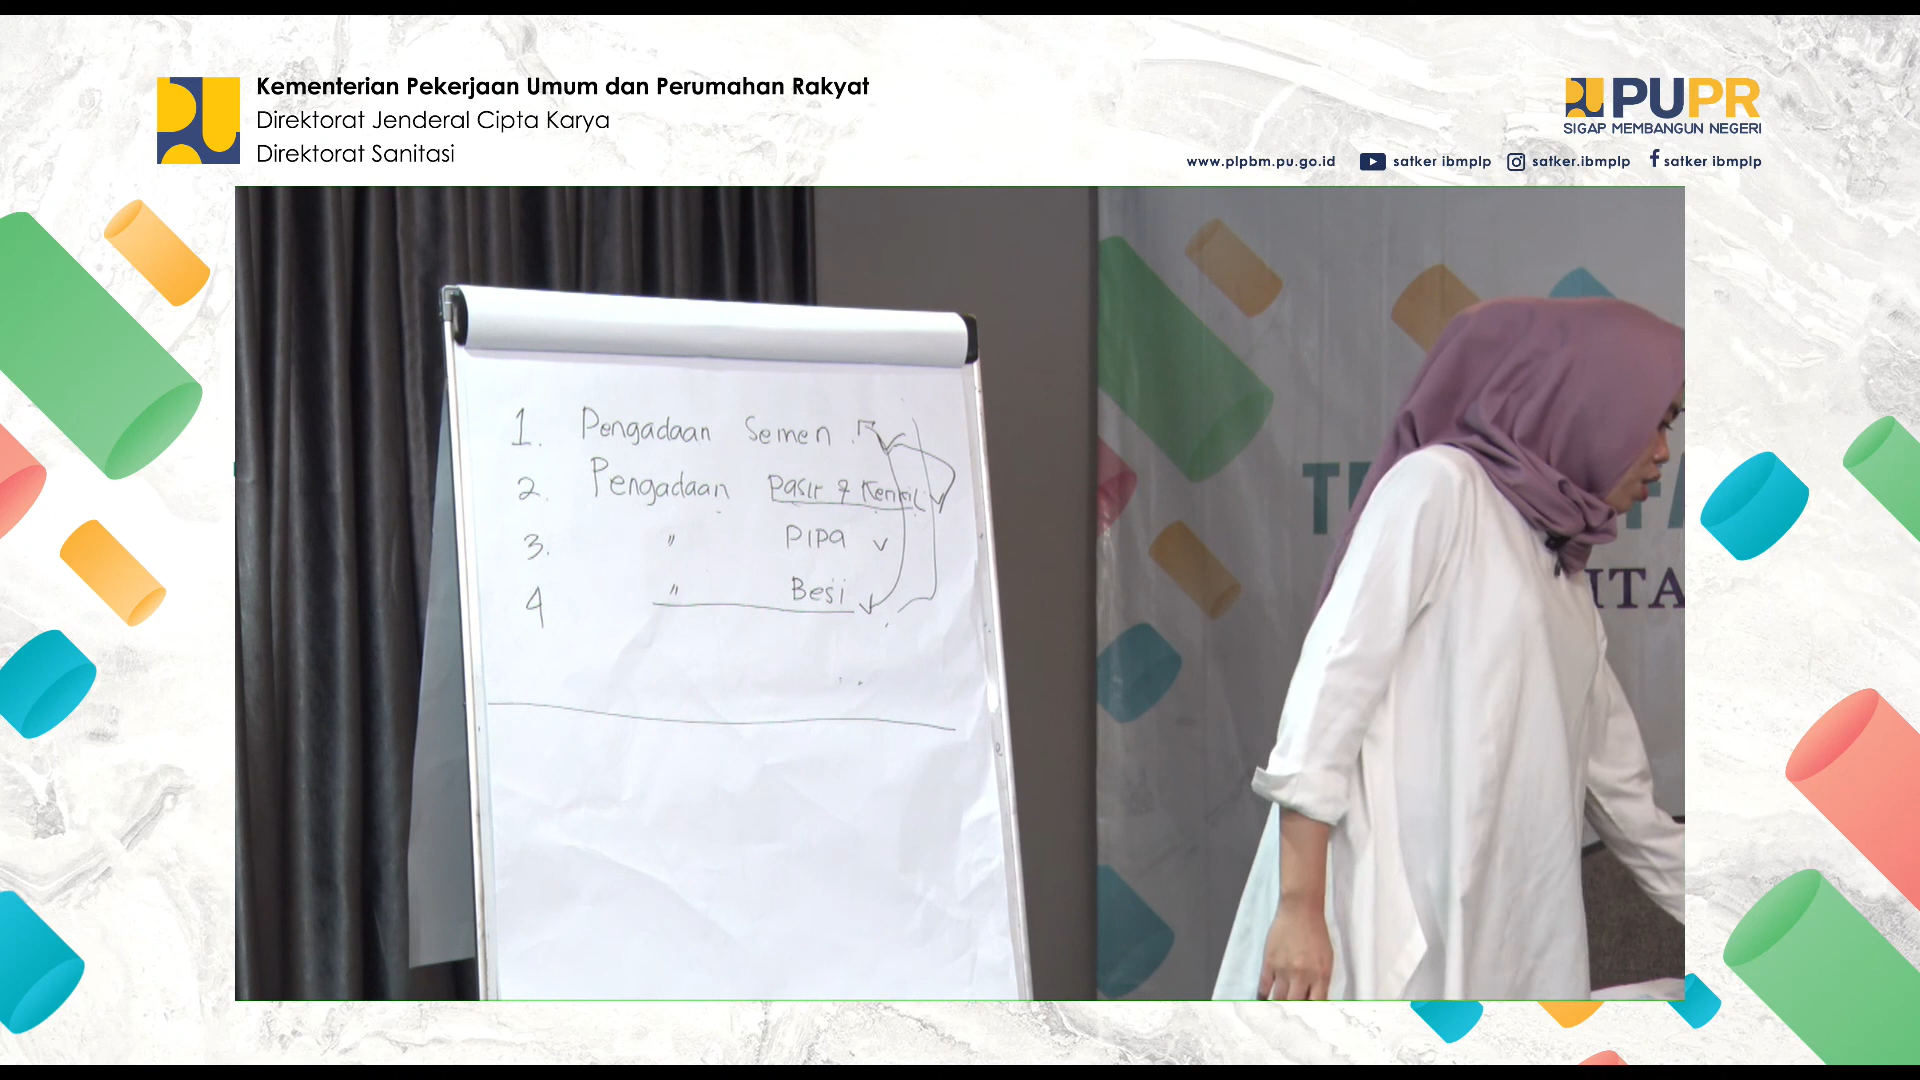 Kementerian Pekerjaan Umum dan Perumahan Rakyat
Direktorat Jenderal Cipta Karya
Direktorat Sanitasi
PUPR
SIGAP MEMBANGUN NEGERI
www.plpbm.pu.go.id satker ibmplp satker.ibmplp satker ibmplp
1. Pengadaan Semen
2. Pengadaan Pasir & Kerikil
3. " Pipa
4 " Besi